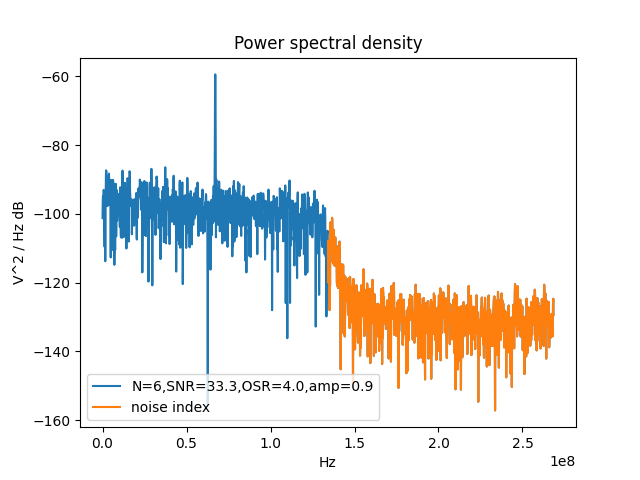 Power spectral density
V^2 / Hz dB
−60
−80
−100
−120
−140
−160
N=6,SNR=33.3,OSR=4.0,amp=0.9
noise index
0.0 0.5 1.0 1.5 2.0 2.5
1e8
Hz